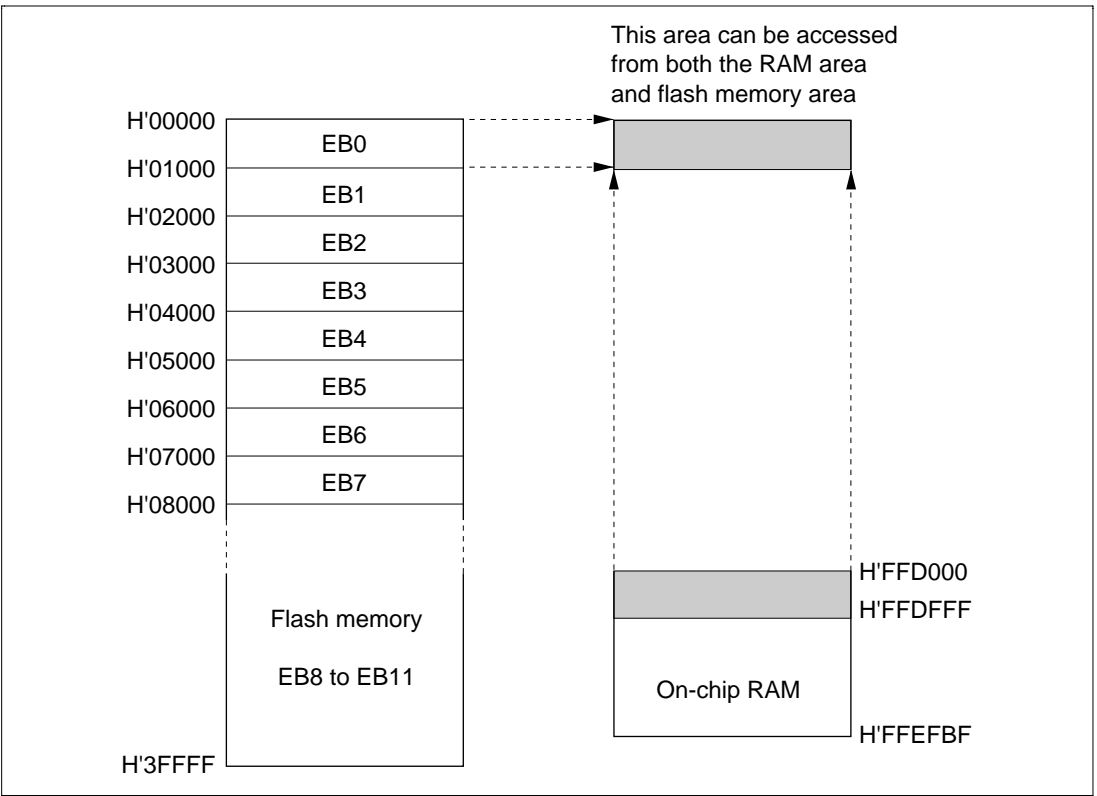 This area can be accessed
from both the RAM area
and flash memory area
H'00000
EB0
H'01000
EB1
H'02000
EB2
H'03000
EB3
H'04000
EB4
H'05000
EB5
H'06000
EB6
H'07000
EB7
H'08000
H'FFD000
H'FFDFFF
Flash memory
EB8 to EB11
On-chip RAM
H'FFEFBF
H'3FFFF